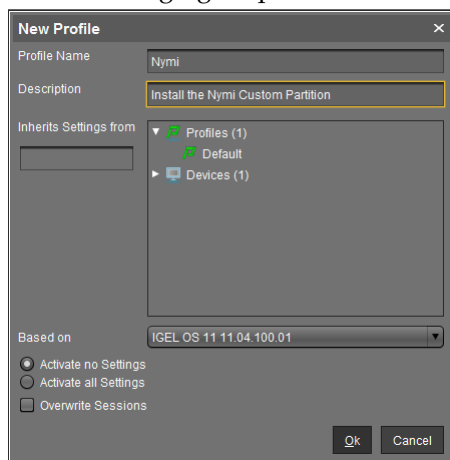 New Profile ×
Profile Name
Nymi
Description
Install the Nymi Custom Partition
Inherits Settings from
Profiles (1)
Default
Devices (1)
Based on
IGEL OS 11 11.04.100.01
Activate no Settings
Activate all Settings
Overwrite Sessions
Ok Cancel